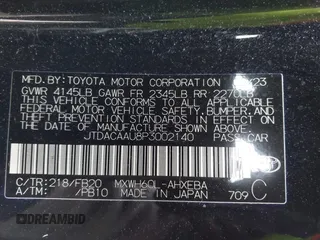 MFD. BY: TOYOTA MOTOR CORPORATION
GVWR 4145LB GAWR FR 2345LB RR
THIS VEHICLE CONFORMS TO ALL APPLICABLE
FEDERAL MOTOR VEHICLE SAFETY, BUMPER, AND
THEFT PREVENTION STANDARDS IN EFFECT ON THE
DATE OF MANUFACTURE SHOWN ABOVE.
JTDACAAU8P3002140 PASS. CAR
C/TR: 218/FB20 MXWH60L-AHXEBA
A/TM: /PB10 MADE IN JAPAN 709 C
DREAMBID